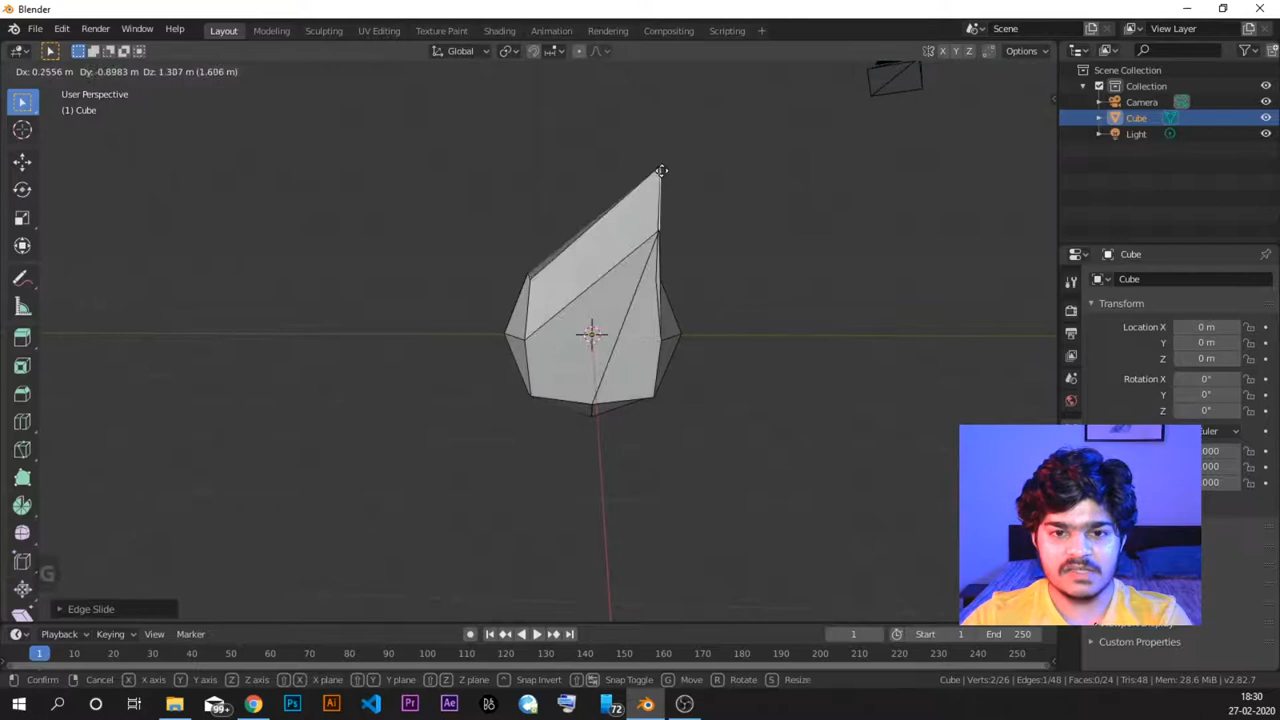 Blender
File Edit Render Window Help Layout Modeling Sculpting UV Editing Texture Paint Shading Animation Rendering Compositing Scripting + Scene View Layer
Global Options
X Y Z
Dx: 0.2556 m Dy: -0.8983 m Dz: 1.307 m (1.606 m)
User Perspective
(1) Cube
Scene Collection
Collection
Camera
Cube
Light
Cube
Cube
Transform
Location X 0 m
Y 0 m
Z 0 m
Rotation X 0°
Y 0°
Z 0°
G
Edge Slide
Custom Properties
Playback Keying View Marker 1 Start 1 End 250
1 10 20 30 40 50 60 70 80 90 100 110 120 130 140 150 160 170 180 190 200 210 220 230 240 250
Confirm Cancel X X axis Y Y axis Z Z axis X X plane Y Y plane Z Z plane Snap Invert Snap Toggle G Move R Rotate S Resize Cube | Verts:2/26 | Edges:1/48 | Faces:0/24 | Tris:48 | Mem: 28.6 MiB | v2.82.7
99+ Ps Ai Pr Ae 72
18:30
27-02-2020